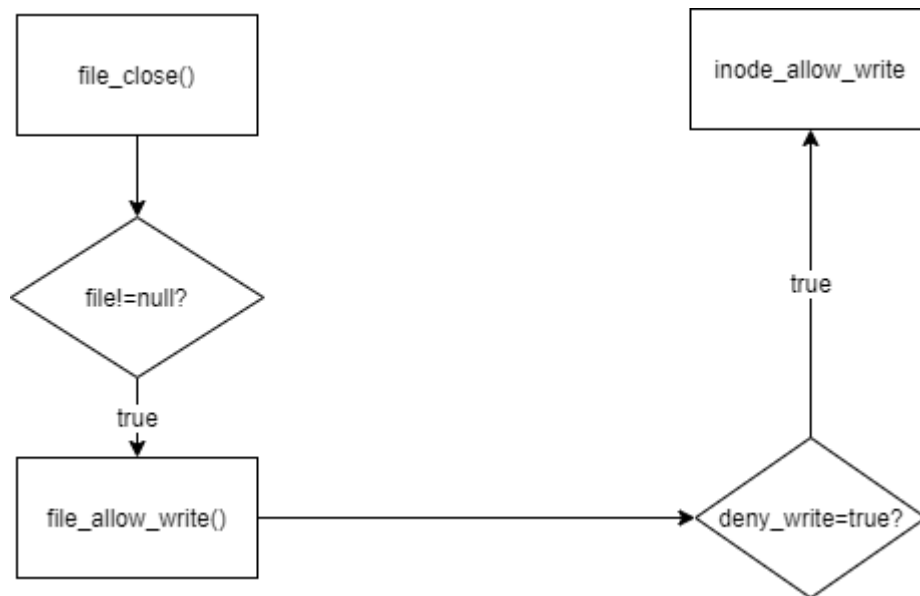 file_close()
inode_allow_write
file!=null?
true
true
file_allow_write()
deny_write=true?